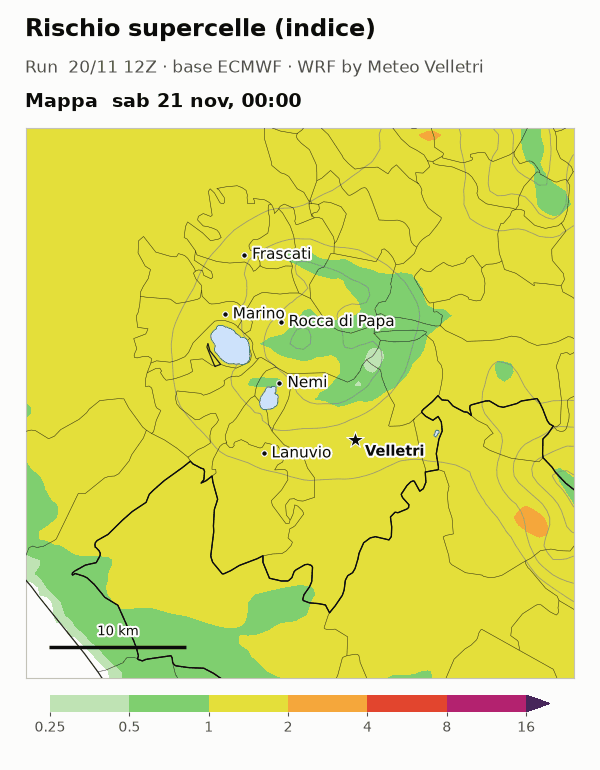 Rischio supercelle (indice)
Run  20/11 12Z · base ECMWF · WRF by Meteo Velletri
Mappa  sab 21 nov, 00:00
Frascati
Marino
Rocca di Papa
Nemi
Velletri
Lanuvio
10 km
0.25 0.5 1 2 4 8 16